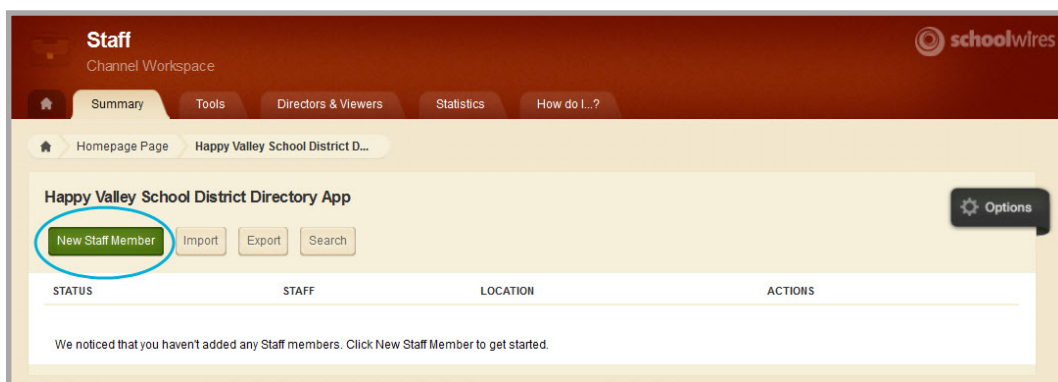 Staff
schoolwires
Channel Workspace
Summary Tools Directors & Viewers Statistics How do I...?
Homepage Page Happy Valley School District D...
Happy Valley School District Directory App
Options
New Staff Member Import Export Search
STATUS STAFF LOCATION ACTIONS
We noticed that you haven't added any Staff members. Click New Staff Member to get started.